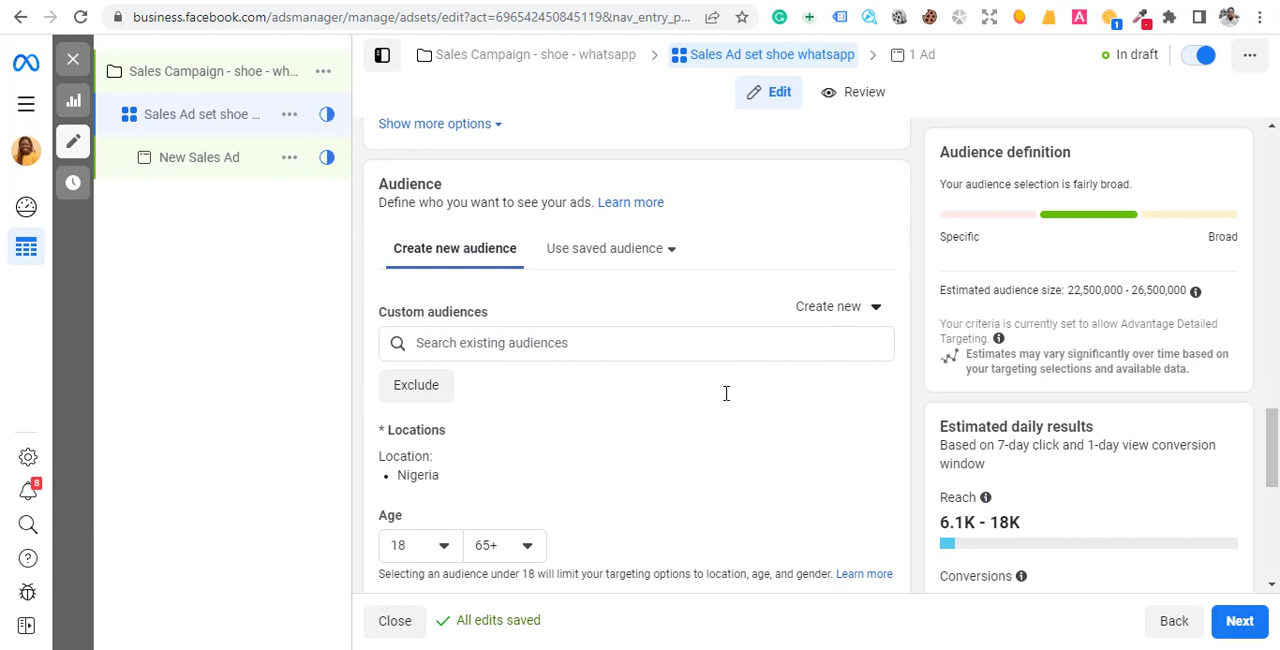 business.facebook.com/adsmanager/manage/adsets/edit?act=696542450845119&nav_entry_p...
1
Sales Campaign - shoe - wh...
Sales Ad set shoe ...
New Sales Ad
8
Sales Campaign - shoe - whatsapp
Sales Ad set shoe whatsapp
1 Ad
In draft
Edit
Review
Show more options
Audience
Define who you want to see your ads. Learn more
Create new audience
Use saved audience
Custom audiences
Create new
Search existing audiences
Exclude
* Locations
Location:
• Nigeria
Age
18
65+
Selecting an audience under 18 will limit your targeting options to location, age, and gender. Learn more
Audience definition
Your audience selection is fairly broad.
Specific
Broad
Estimated audience size: 22,500,000 - 26,500,000
Your criteria is currently set to allow Advantage Detailed
Targeting.
Estimates may vary significantly over time based on
your targeting selections and available data.
Estimated daily results
Based on 7-day click and 1-day view conversion
window
Reach
6.1K - 18K
Conversions
Close
All edits saved
Back
Next